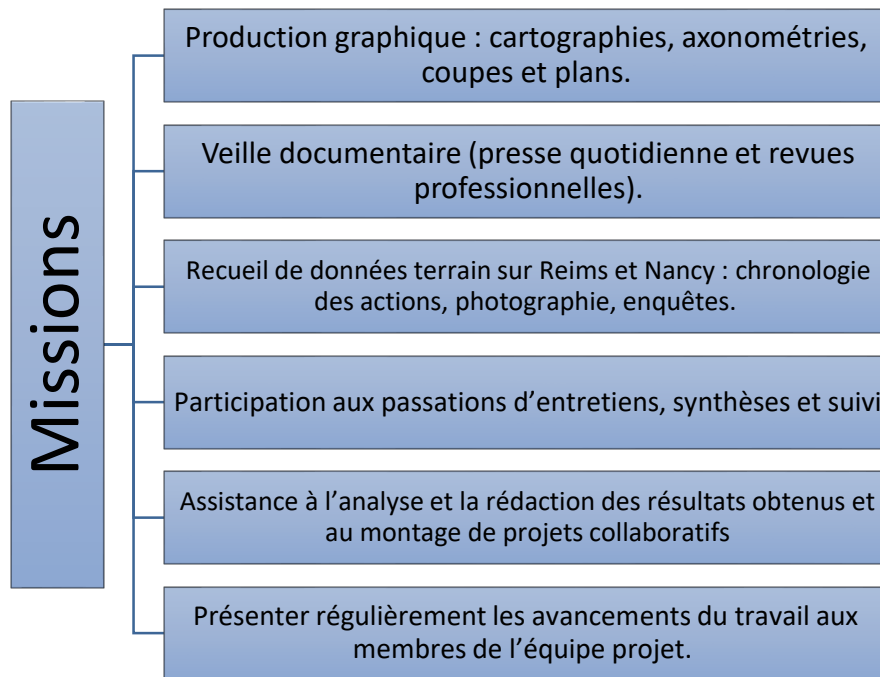 Missions
Production graphique : cartographies, axonométries,
coupes et plans.
Veille documentaire (presse quotidienne et revues
professionnelles).
Recueil de données terrain sur Reims et Nancy : chronologie
des actions, photographie, enquêtes.
Participation aux passations d’entretiens, synthèses et suivi
Assistance à l’analyse et la rédaction des résultats obtenus et
au montage de projets collaboratifs
Présenter régulièrement les avancements du travail aux
membres de l’équipe projet.